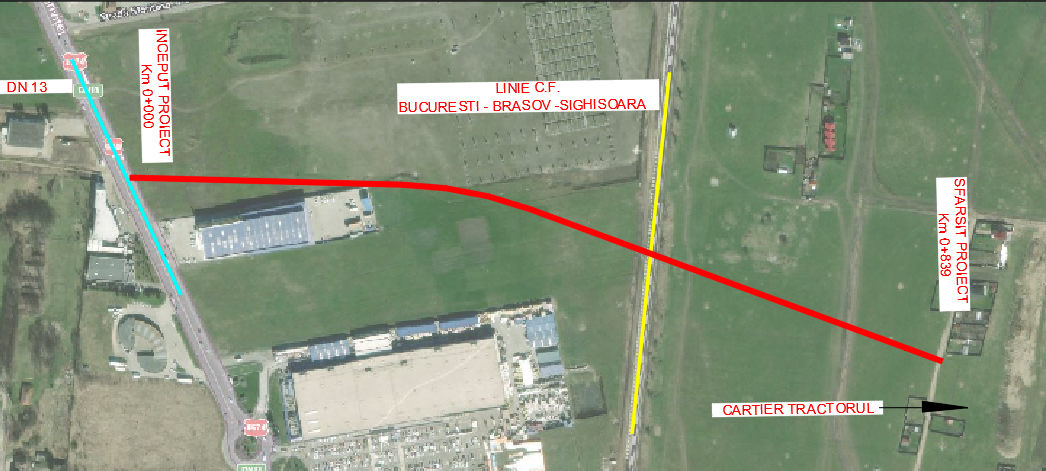 DN 13
INCEPUT PROIECT
Km 0+000
LINIE C.F.
BUCURESTI - BRASOV -SIGHISOARA
SFARSIT PROIECT
Km 0+839
CARTIER TRACTORUL